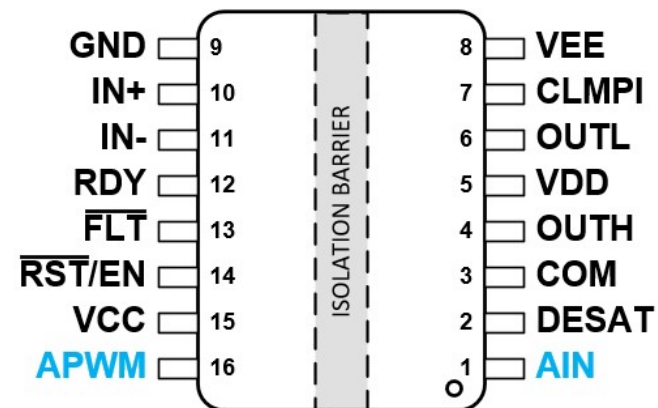 GND 9 8 VEE
IN+ 10 7 CLMPI
IN- 11 6 OUTL
RDY 12 5 VDD
FLT 13 4 OUTH
RST/EN 14 3 COM
VCC 15 2 DESAT
APWM 16 1 AIN
ISOLATION BARRIER